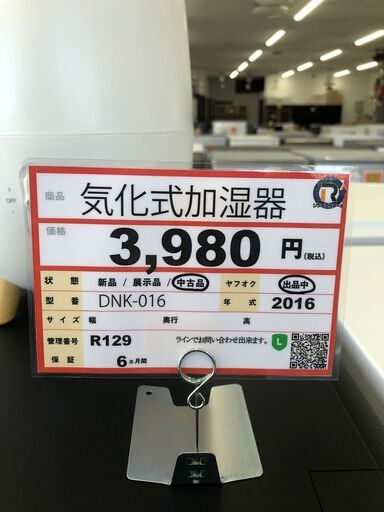 OFF
商品 気化式加湿器
価格 3,980 円(税込)
状態 新品 / 展示品 / 中古品 ヤフオク 出品中
型番 DNK-016 年式 2016
サイズ 幅 奥行 高
管理番号 R129 ラインでお問い合わせ出来ます。 L
保証 6ヵ月間